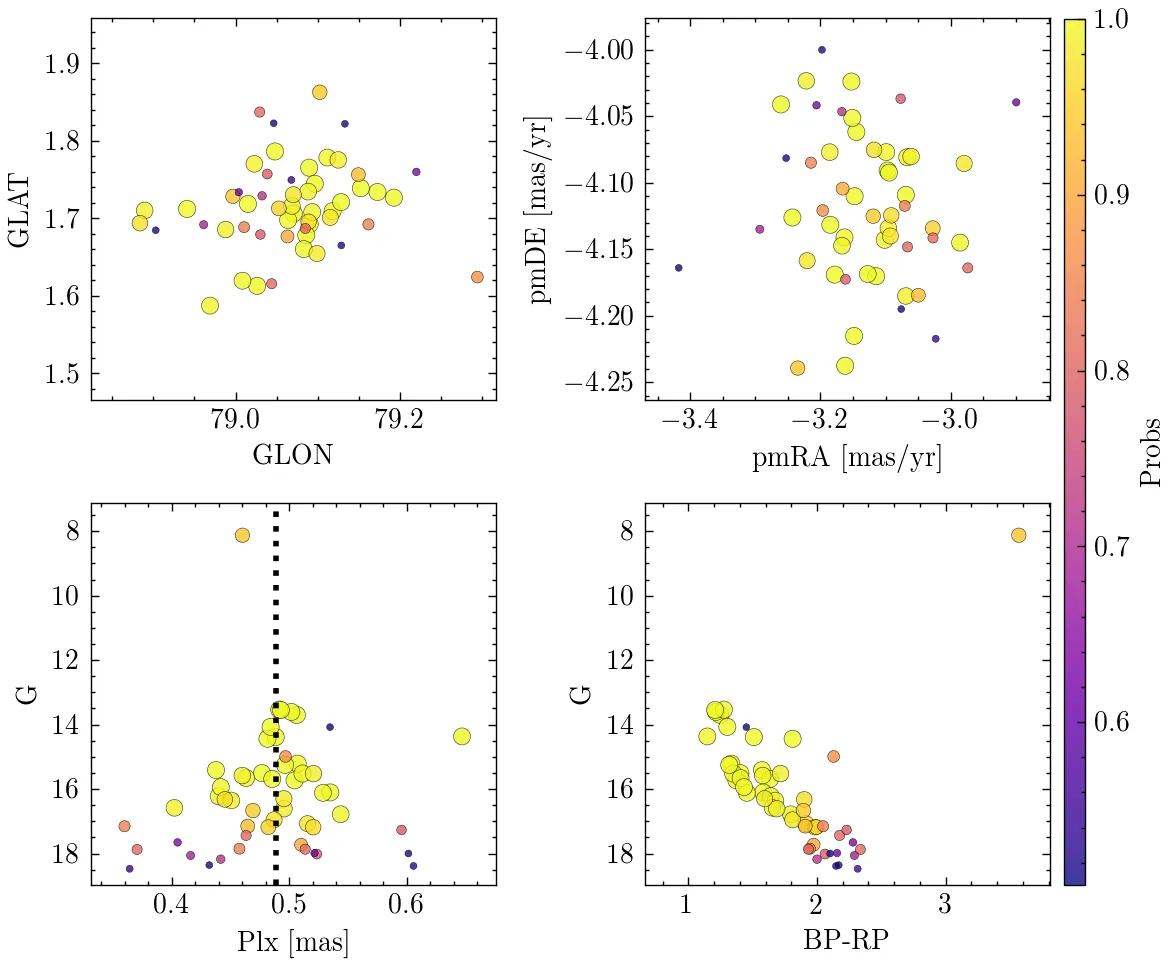 1.9
1.8
1.7
1.6
1.5
GLAT
79.0 79.2
GLON
−4.00
−4.05
−4.10
−4.15
−4.20
−4.25
pmDE [mas/yr]
−3.4 −3.2 −3.0
pmRA [mas/yr]
1.0
0.9
0.8
0.7
0.6
Probs
8
10
12
14
16
18
G
0.4 0.5 0.6
Plx [mas]
8
10
12
14
16
18
G
1 2 3
BP-RP